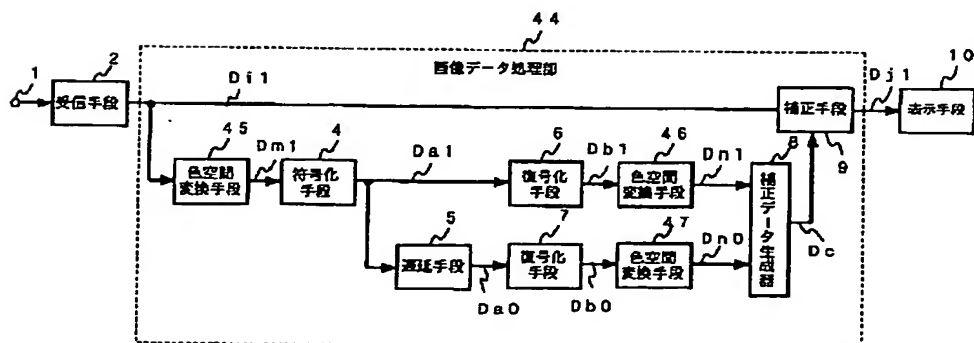 44
画像データ処理部
1
2
受信手段
Di1
補正手段
Dj1
10
表示手段
9
45
色空間
変換手段
Dm1
4
符号化
手段
Da1
6
復号化
手段
Db1
46
色空間
変換手段
Dn1
8
補正データ生成器
Dc
5
遅延手段
Da0
7
復号化
手段
Db0
47
色空間
変換手段
Dn0